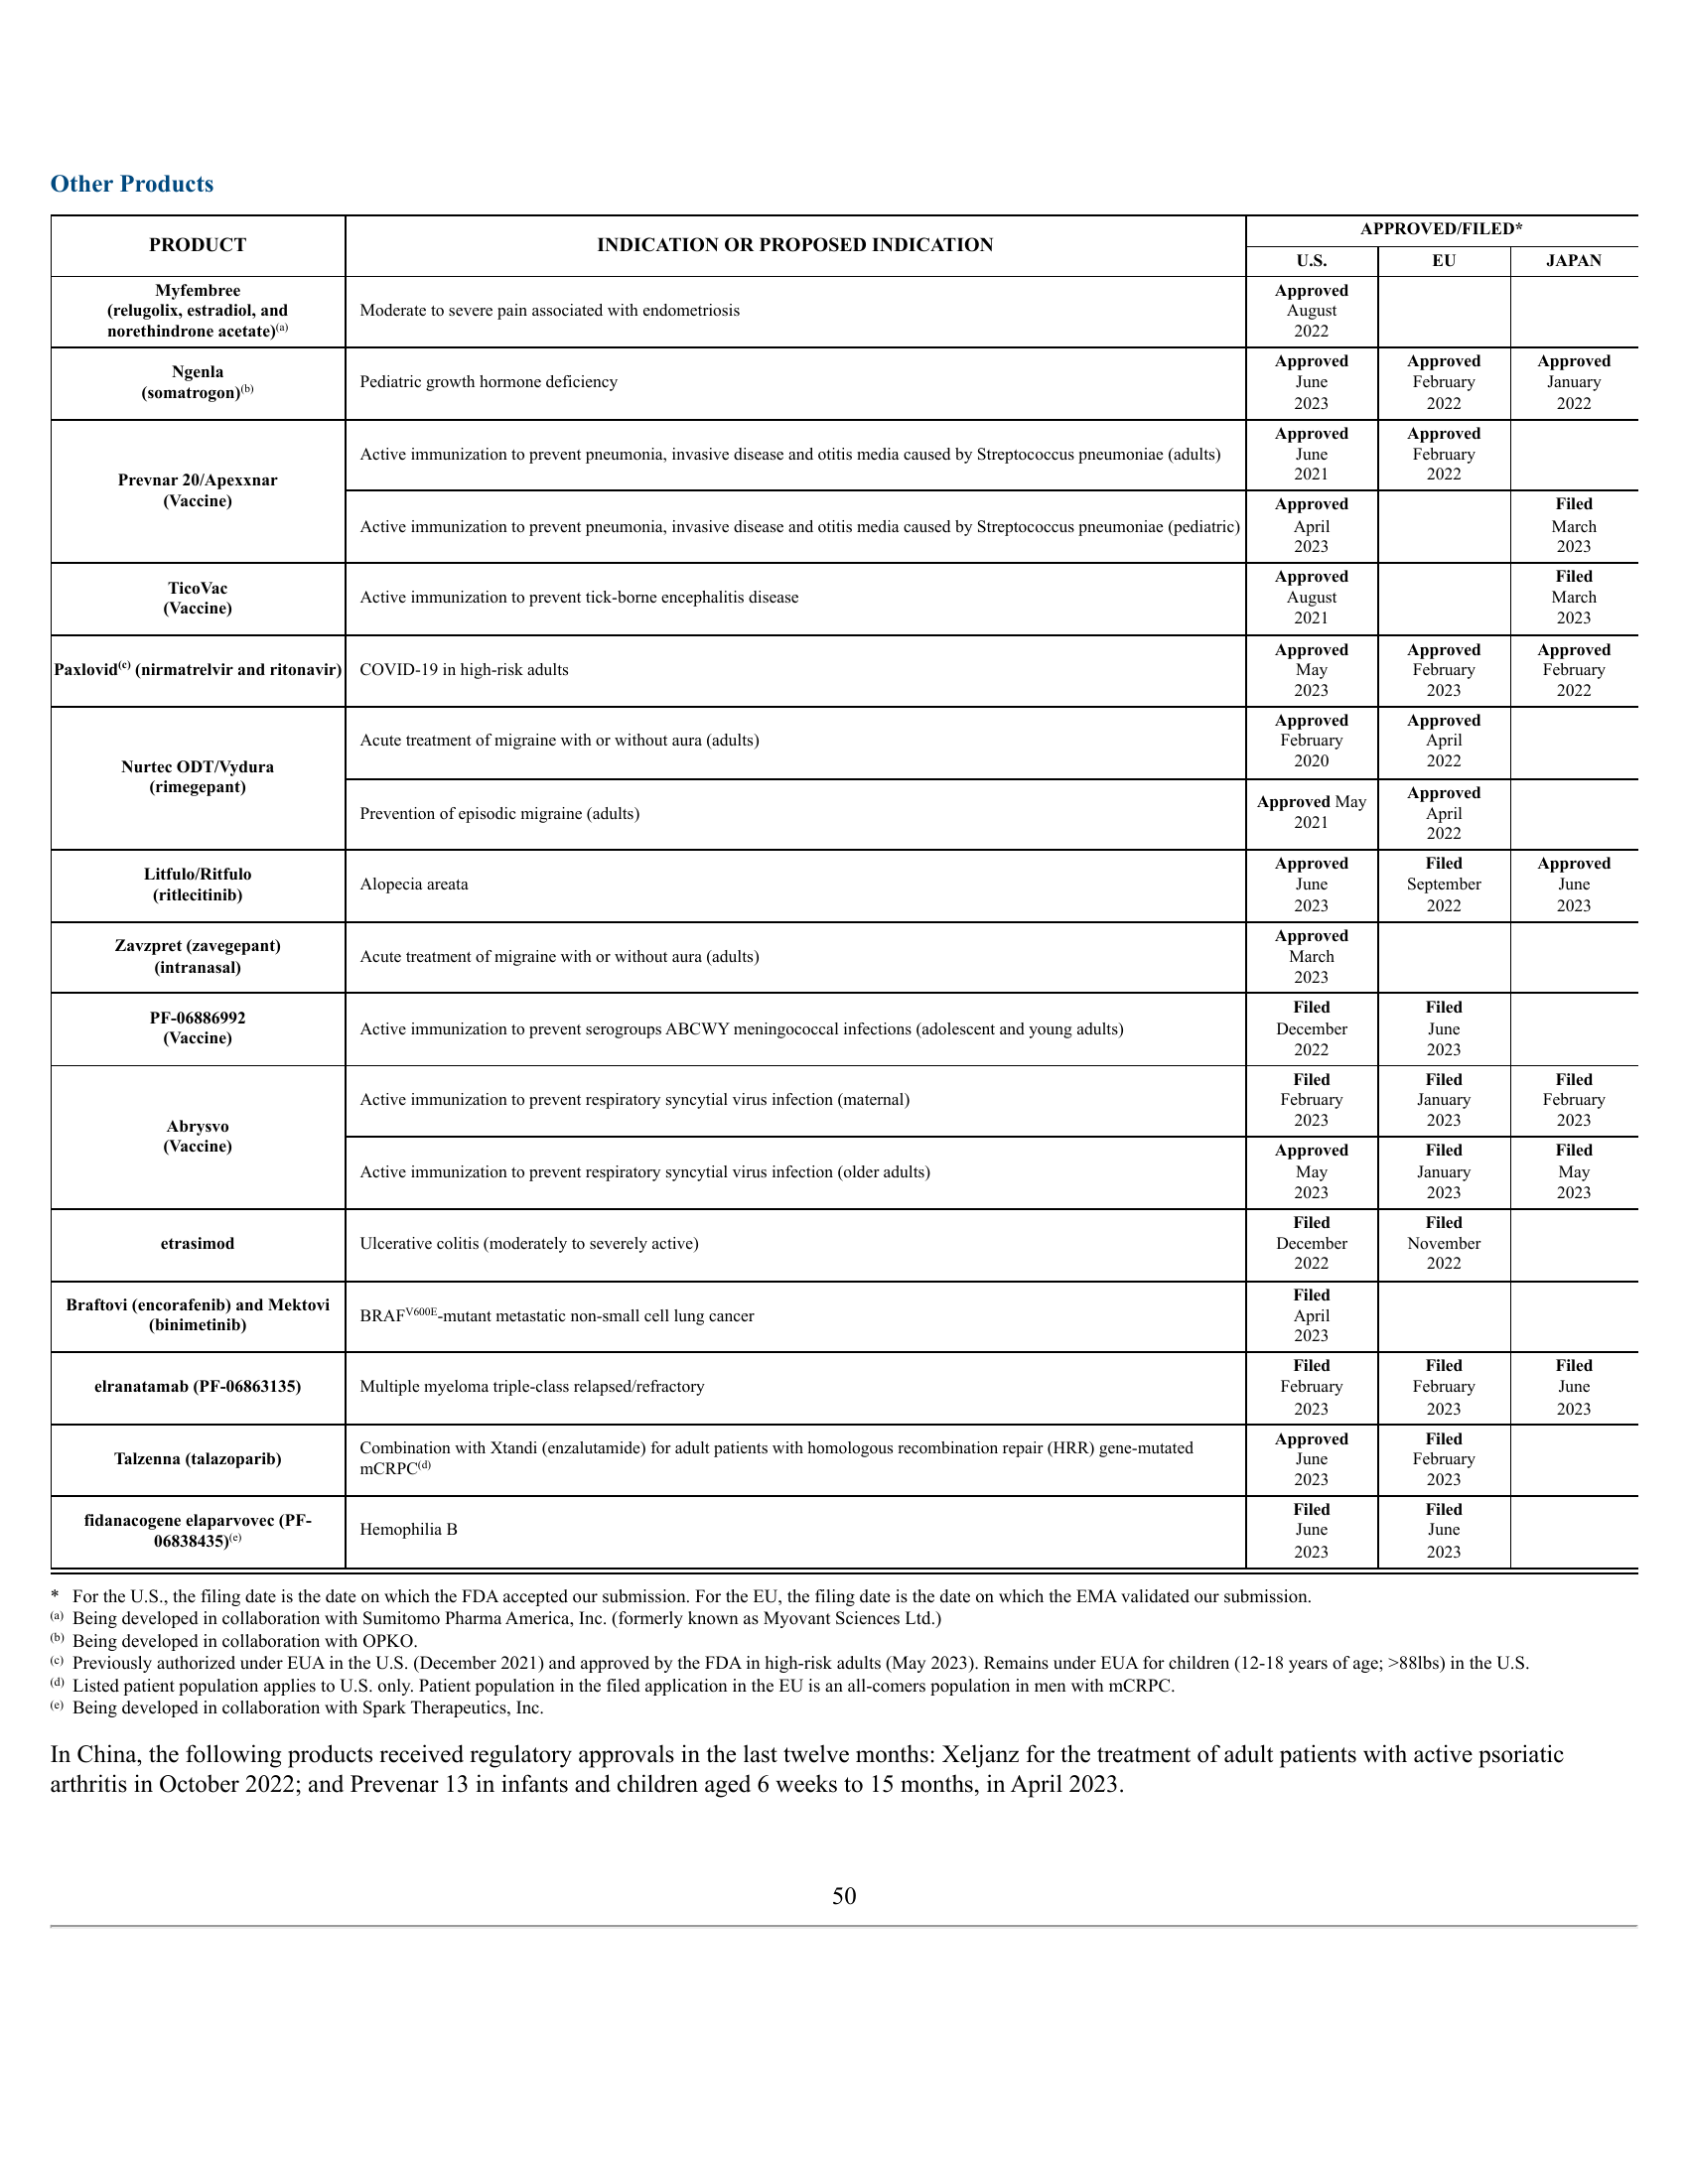 Other Products
PRODUCT
INDICATION OR PROPOSED INDICATION
APPROVED/FILED*
U.S.
EU
JAPAN
Myfembree
(relugolix, estradiol, and
norethindrone acetate)(a)
Moderate to severe pain associated with endometriosis
Approved
August
2022
Ngenla
(somatrogon)(b)
Pediatric growth hormone deficiency
Approved
June
2023
Approved
February
2022
Approved
January
2022
Prevnar 20/Apexxnar
(Vaccine)
Active immunization to prevent pneumonia, invasive disease and otitis media caused by Streptococcus pneumoniae (adults)
Approved
June
2021
Approved
February
2022
Active immunization to prevent pneumonia, invasive disease and otitis media caused by Streptococcus pneumoniae (pediatric)
Approved
April
2023
Filed
March
2023
TicoVac
(Vaccine)
Active immunization to prevent tick-borne encephalitis disease
Approved
August
2021
Filed
March
2023
Paxlovid(c) (nirmatrelvir and ritonavir)
COVID-19 in high-risk adults
Approved
May
2023
Approved
February
2023
Approved
February
2022
Nurtec ODT/Vydura
(rimegepant)
Acute treatment of migraine with or without aura (adults)
Approved
February
2020
Approved
April
2022
Prevention of episodic migraine (adults)
Approved May
2021
Approved
April
2022
Litfulo/Ritfulo
(ritlecitinib)
Alopecia areata
Approved
June
2023
Filed
September
2022
Approved
June
2023
Zavzpret (zavegepant)
(intranasal)
Acute treatment of migraine with or without aura (adults)
Approved
March
2023
PF-06886992
(Vaccine)
Active immunization to prevent serogroups ABCWY meningococcal infections (adolescent and young adults)
Filed
December
2022
Filed
June
2023
Abrysvo
(Vaccine)
Active immunization to prevent respiratory syncytial virus infection (maternal)
Filed
February
2023
Filed
January
2023
Filed
February
2023
Active immunization to prevent respiratory syncytial virus infection (older adults)
Approved
May
2023
Filed
January
2023
Filed
May
2023
etrasimod
Ulcerative colitis (moderately to severely active)
Filed
December
2022
Filed
November
2022
Braftovi (encorafenib) and Mektovi
(binimetinib)
BRAFV600E-mutant metastatic non-small cell lung cancer
Filed
April
2023
elranatamab (PF-06863135)
Multiple myeloma triple-class relapsed/refractory
Filed
February
2023
Filed
February
2023
Filed
June
2023
Talzenna (talazoparib)
Combination with Xtandi (enzalutamide) for adult patients with homologous recombination repair (HRR) gene-mutated
mCRPC(d)
Approved
June
2023
Filed
February
2023
fidanacogene elaparvovec (PF-
06838435)(e)
Hemophilia B
Filed
June
2023
Filed
June
2023
* For the U.S., the filing date is the date on which the FDA accepted our submission. For the EU, the filing date is the date on which the EMA validated our submission.
(a) Being developed in collaboration with Sumitomo Pharma America, Inc. (formerly known as Myovant Sciences Ltd.)
(b) Being developed in collaboration with OPKO.
(c) Previously authorized under EUA in the U.S. (December 2021) and approved by the FDA in high-risk adults (May 2023). Remains under EUA for children (12-18 years of age; >88lbs) in the U.S.
(d) Listed patient population applies to U.S. only. Patient population in the filed application in the EU is an all-comers population in men with mCRPC.
(e) Being developed in collaboration with Spark Therapeutics, Inc.
In China, the following products received regulatory approvals in the last twelve months: Xeljanz for the treatment of adult patients with active psoriatic
arthritis in October 2022; and Prevenar 13 in infants and children aged 6 weeks to 15 months, in April 2023.
50